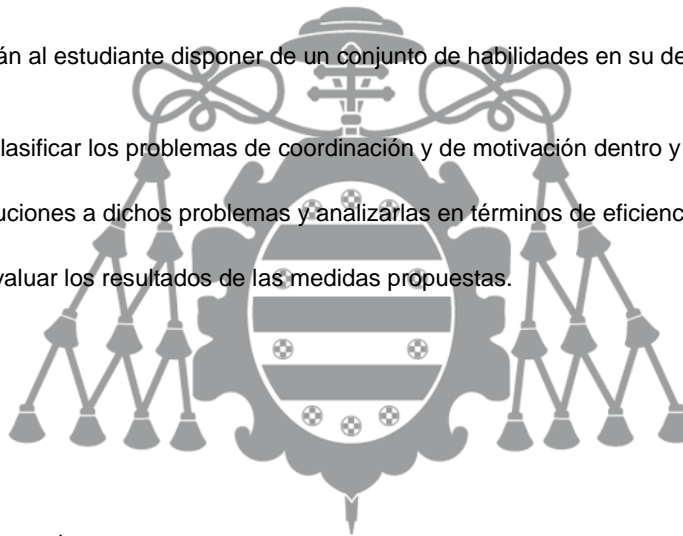 án al estudiante disponer de un conjunto de habilidades en su de
lasificar los problemas de coordinación y de motivación dentro y
uciones a dichos problemas y analizarlas en términos de eficienc
valuar los resultados de las medidas propuestas.